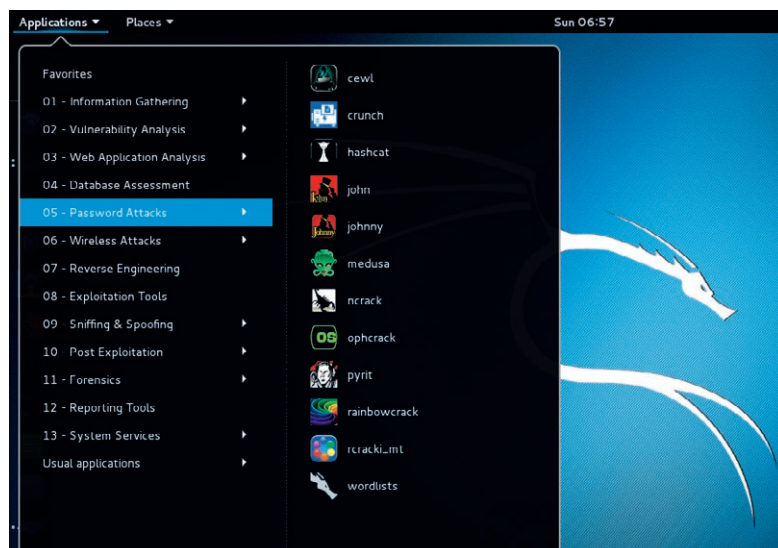 Applications
Places
Sun 06:57
Favorites
01 - Information Gathering
02 - Vulnerability Analysis
03 - Web Application Analysis
04 - Database Assessment
05 - Password Attacks
06 - Wireless Attacks
07 - Reverse Engineering
08 - Exploitation Tools
09 - Sniffing & Spoofing
10 - Post Exploitation
11 - Forensics
12 - Reporting Tools
13 - System Services
Usual applications
cewl
crunch
hashcat
john
johnny
Johnny
medusa
ncrack
OS
ophcrack
pyrit
rainbowcrack
rcracki_mt
wordlists